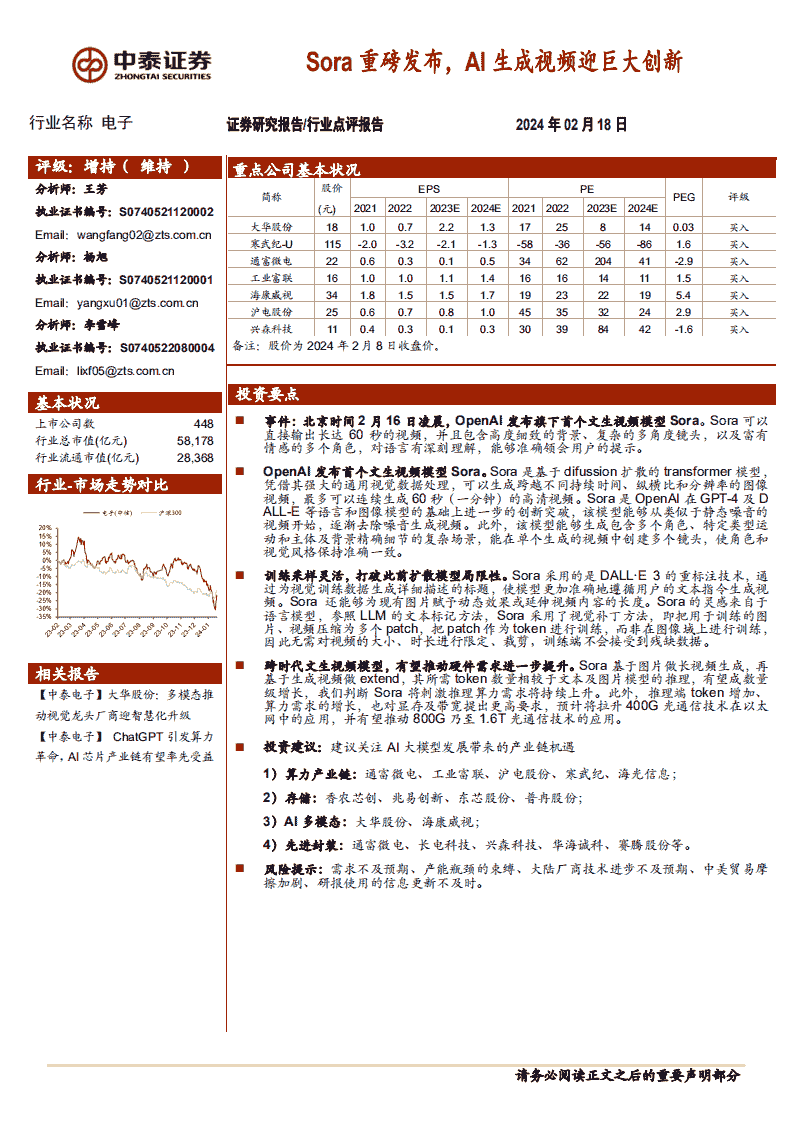 中泰证券
ZHONGTAI SECURITIES
Sora 重磅发布，AI 生成视频迎巨大创新
行业名称 电子
证券研究报告/行业点评报告
2024 年 02 月 18 日
评级：增持（ 维持 ）
分析师：王芳
执业证书编号：S0740521120002
Email：wangfang02@zts.com.cn
分析师：杨旭
执业证书编号：S0740521120001
Email：yangxu01@zts.com.cn
分析师：李雪峰
执业证书编号：S0740522080004
Email：lixf05@zts.com.cn
基本状况
上市公司数 448
行业总市值(亿元) 58,178
行业流通市值(亿元) 28,368
行业-市场走势对比
电子(中泰) 沪深300
20%
15%
10%
5%
0%
-5%
-10%
-15%
-20%
-25%
-30%
-35%
23-02 23-03 23-04 23-05 23-06 23-07 23-08 23-09 23-10 23-11 23-12 24-01
相关报告
【中泰电子】大华股份：多模态推
动视觉龙头厂商迎智慧化升级
【中泰电子】 ChatGPT 引发算力
革命，AI 芯片产业链有望率先受益
重点公司基本状况
简称 股价 (元) EPS PE PEG 评级
2021 2022 2023E 2024E 2021 2022 2023E 2024E
大华股份 18 1.0 0.7 2.2 1.3 17 25 8 14 0.03 买入
寒武纪-U 115 -2.0 -3.2 -2.1 -1.3 -58 -36 -56 -86 1.6 买入
通富微电 22 0.6 0.3 0.1 0.5 34 62 204 41 -2.9 买入
工业富联 16 1.0 1.0 1.1 1.4 16 16 14 11 1.5 买入
海康威视 34 1.8 1.5 1.5 1.7 19 23 22 19 5.4 买入
沪电股份 25 0.6 0.7 0.8 1.0 45 35 32 24 2.9 买入
兴森科技 11 0.4 0.3 0.1 0.3 30 39 84 42 -1.6 买入
备注：股价为 2024 年 2 月 8 日收盘价。
投资要点
■ 事件：北京时间 2 月 16 日凌晨，OpenAI 发布旗下首个文生视频模型 Sora。Sora 可以
直接输出长达 60 秒的视频，并且包含高度细致的背景、复杂的多角度镜头，以及富有
情感的多个角色，对语言有深刻理解，能够准确领会用户的提示。
■ OpenAI 发布首个文生视频模型 Sora。Sora 是基于 difussion 扩散的 transformer 模型，
凭借其强大的通用视觉数据处理，可以生成跨越不同持续时间、纵横比和分辨率的图像
视频，最多可以连续生成 60 秒（一分钟）的高清视频。Sora 是 OpenAI 在 GPT-4 及 D
ALL-E 等语言和图像模型的基础上进一步的创新突破，该模型能够从类似于静态噪音的
视频开始，逐渐去除噪音生成视频。此外，该模型能够生成包含多个角色、特定类型运
动和主体及背景精确细节的复杂场景，能在单个生成的视频中创建多个镜头，使角色和
视觉风格保持准确一致。
■ 训练采样灵活，打破此前扩散模型局限性。Sora 采用的是 DALL·E 3 的重标注技术，通
过为视觉训练数据生成详细描述的标题，使模型更加准确地遵循用户的文本指令生成视
频。Sora 还能够为现有图片赋予动态效果或延伸视频内容的长度。Sora 的灵感来自于
语言模型，参照 LLM 的文本标记方法，Sora 采用了视觉补丁方法，即把用于训练的图
片、视频压缩为多个 patch，把 patch 作为 token 进行训练，而非在图像域上进行训练，
因此无需对视频的大小、时长进行限定、裁剪，训练端不会接受到残缺数据。
■ 跨时代文生视频模型，有望推动硬件需求进一步提升。Sora 基于图片做长视频生成，再
基于生成视频做 extend，其所需 token 数量相较于文本及图片模型的推理，有望成数量
级增长，我们判断 Sora 将刺激推理算力需求将持续上升。此外，推理端 token 增加、
算力需求的增长，也对显存及带宽提出更高要求，预计将拉升 400G 光通信技术在以太
网中的应用，并有望推动 800G 乃至 1.6T 光通信技术的应用。
■ 投资建议：建议关注 AI 大模型发展带来的产业链机遇
1）算力产业链：通富微电、工业富联、沪电股份、寒武纪、海光信息；
2）存储：香农芯创、兆易创新、东芯股份、普冉股份；
3）AI 多模态：大华股份、海康威视；
4）先进封装：通富微电、长电科技、兴森科技、华海诚科、赛腾股份等。
■ 风险提示：需求不及预期、产能瓶颈的束缚、大陆厂商技术进步不及预期、中美贸易摩
擦加剧、研报使用的信息更新不及时。
请务必阅读正文之后的重要声明部分